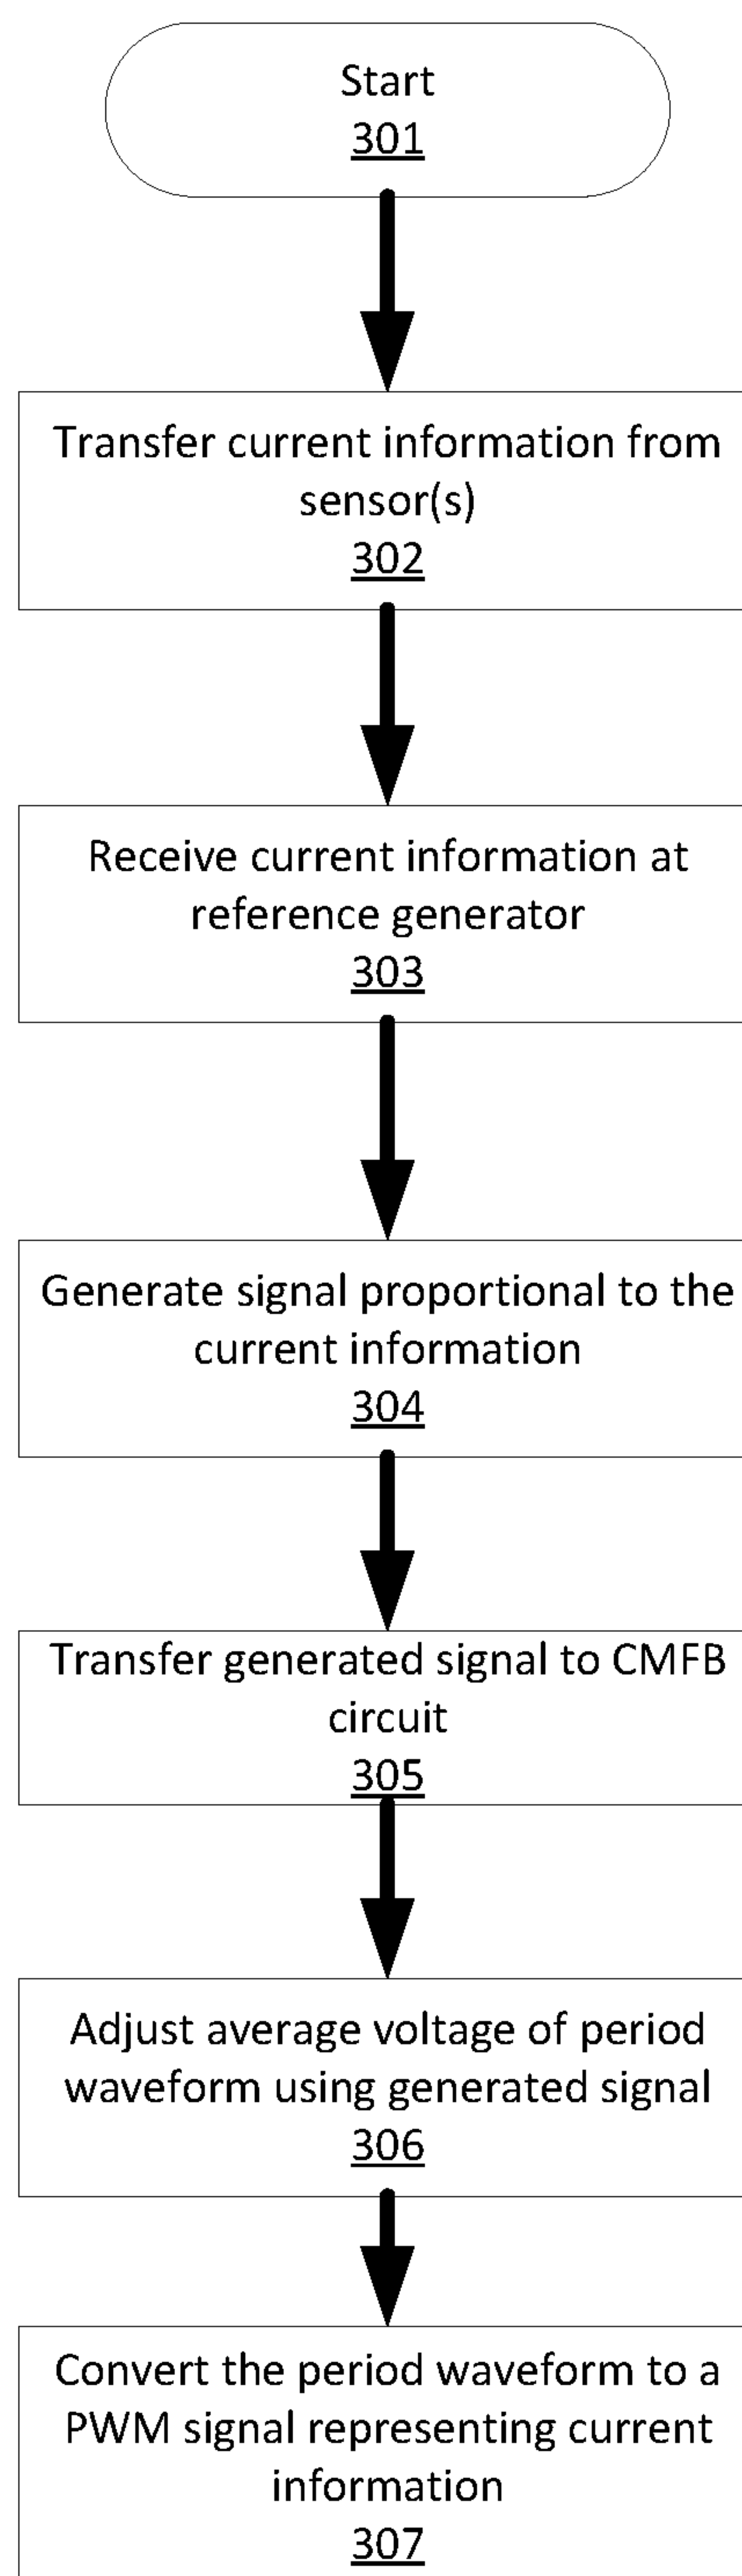 Start
301
Transfer current information from
sensor(s)
302
Receive current information at
reference generator
303
Generate signal proportional to the
current information
304
Transfer generated signal to CMFB
circuit
305
Adjust average voltage of period
waveform using generated signal
306
Convert the period waveform to a
PWM signal representing current
information
307